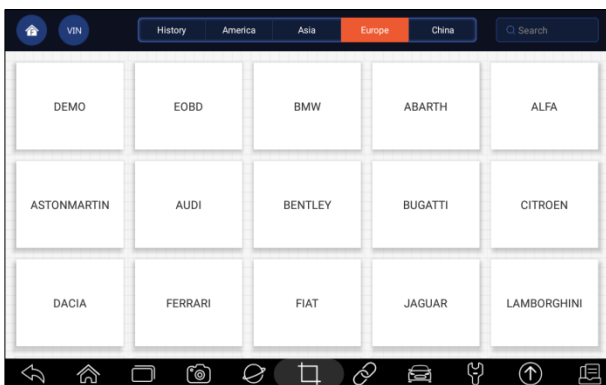 VIN History America Asia Europe China Search
DEMO EOBD BMW ABARTH ALFA
ASTONMARTIN AUDI BENTLEY BUGATTI CITROEN
DACIA FERRARI FIAT JAGUAR LAMBORGHINI